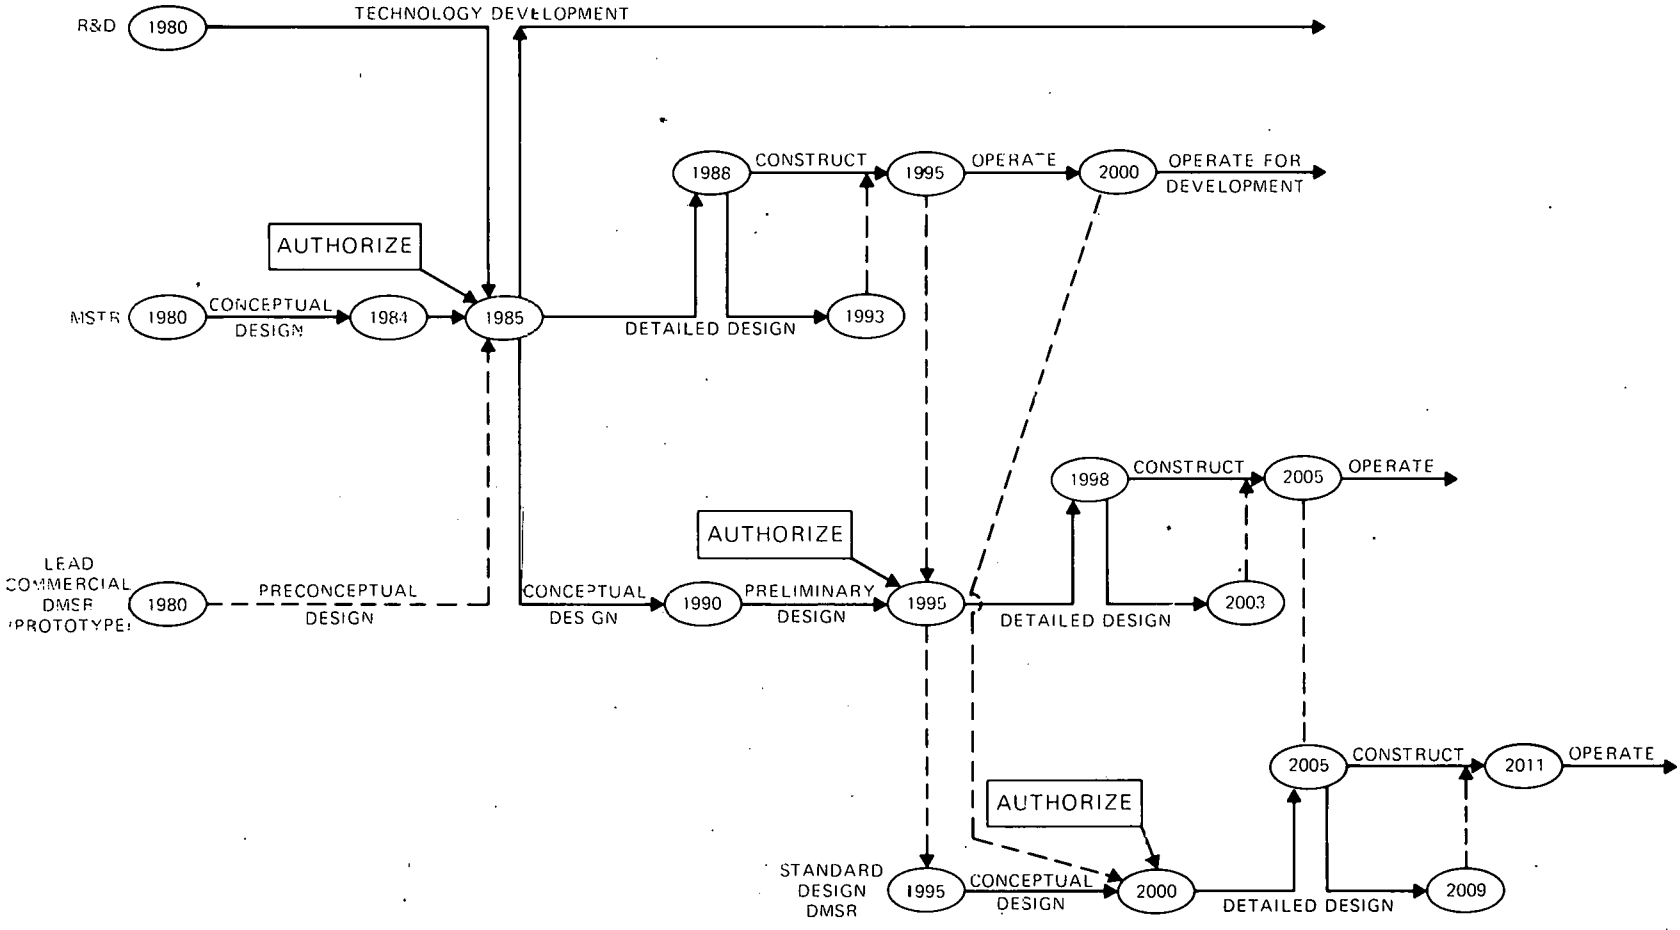 TECHNOLOGY DEVELOPMENT
R&D 1980
1988 CONSTRUCT 1995 OPERATE 2000 OPERATE FOR
DEVELOPMENT
AUTHORIZE
MSTR 1980 CONCEPTUAL 1984 1985 1993
DESIGN DETAILED DESIGN
1998 CONSTRUCT 2005 OPERATE
AUTHORIZE
LEAD
COMMERCIAL
DMSR
(PROTOTYPE)
1980 PRECONCEPTUAL CONCEPTUAL 1990 PRELIMINARY 1995 2003
DESIGN DES GN DESIGN DETAILED DESIGN
2005 CONSTRUCT 2011 OPERATE
AUTHORIZE
STANDARD
DESIGN
DMSR
1995 CONCEPTUAL 2000 2009
DESIGN DETAILED DESIGN